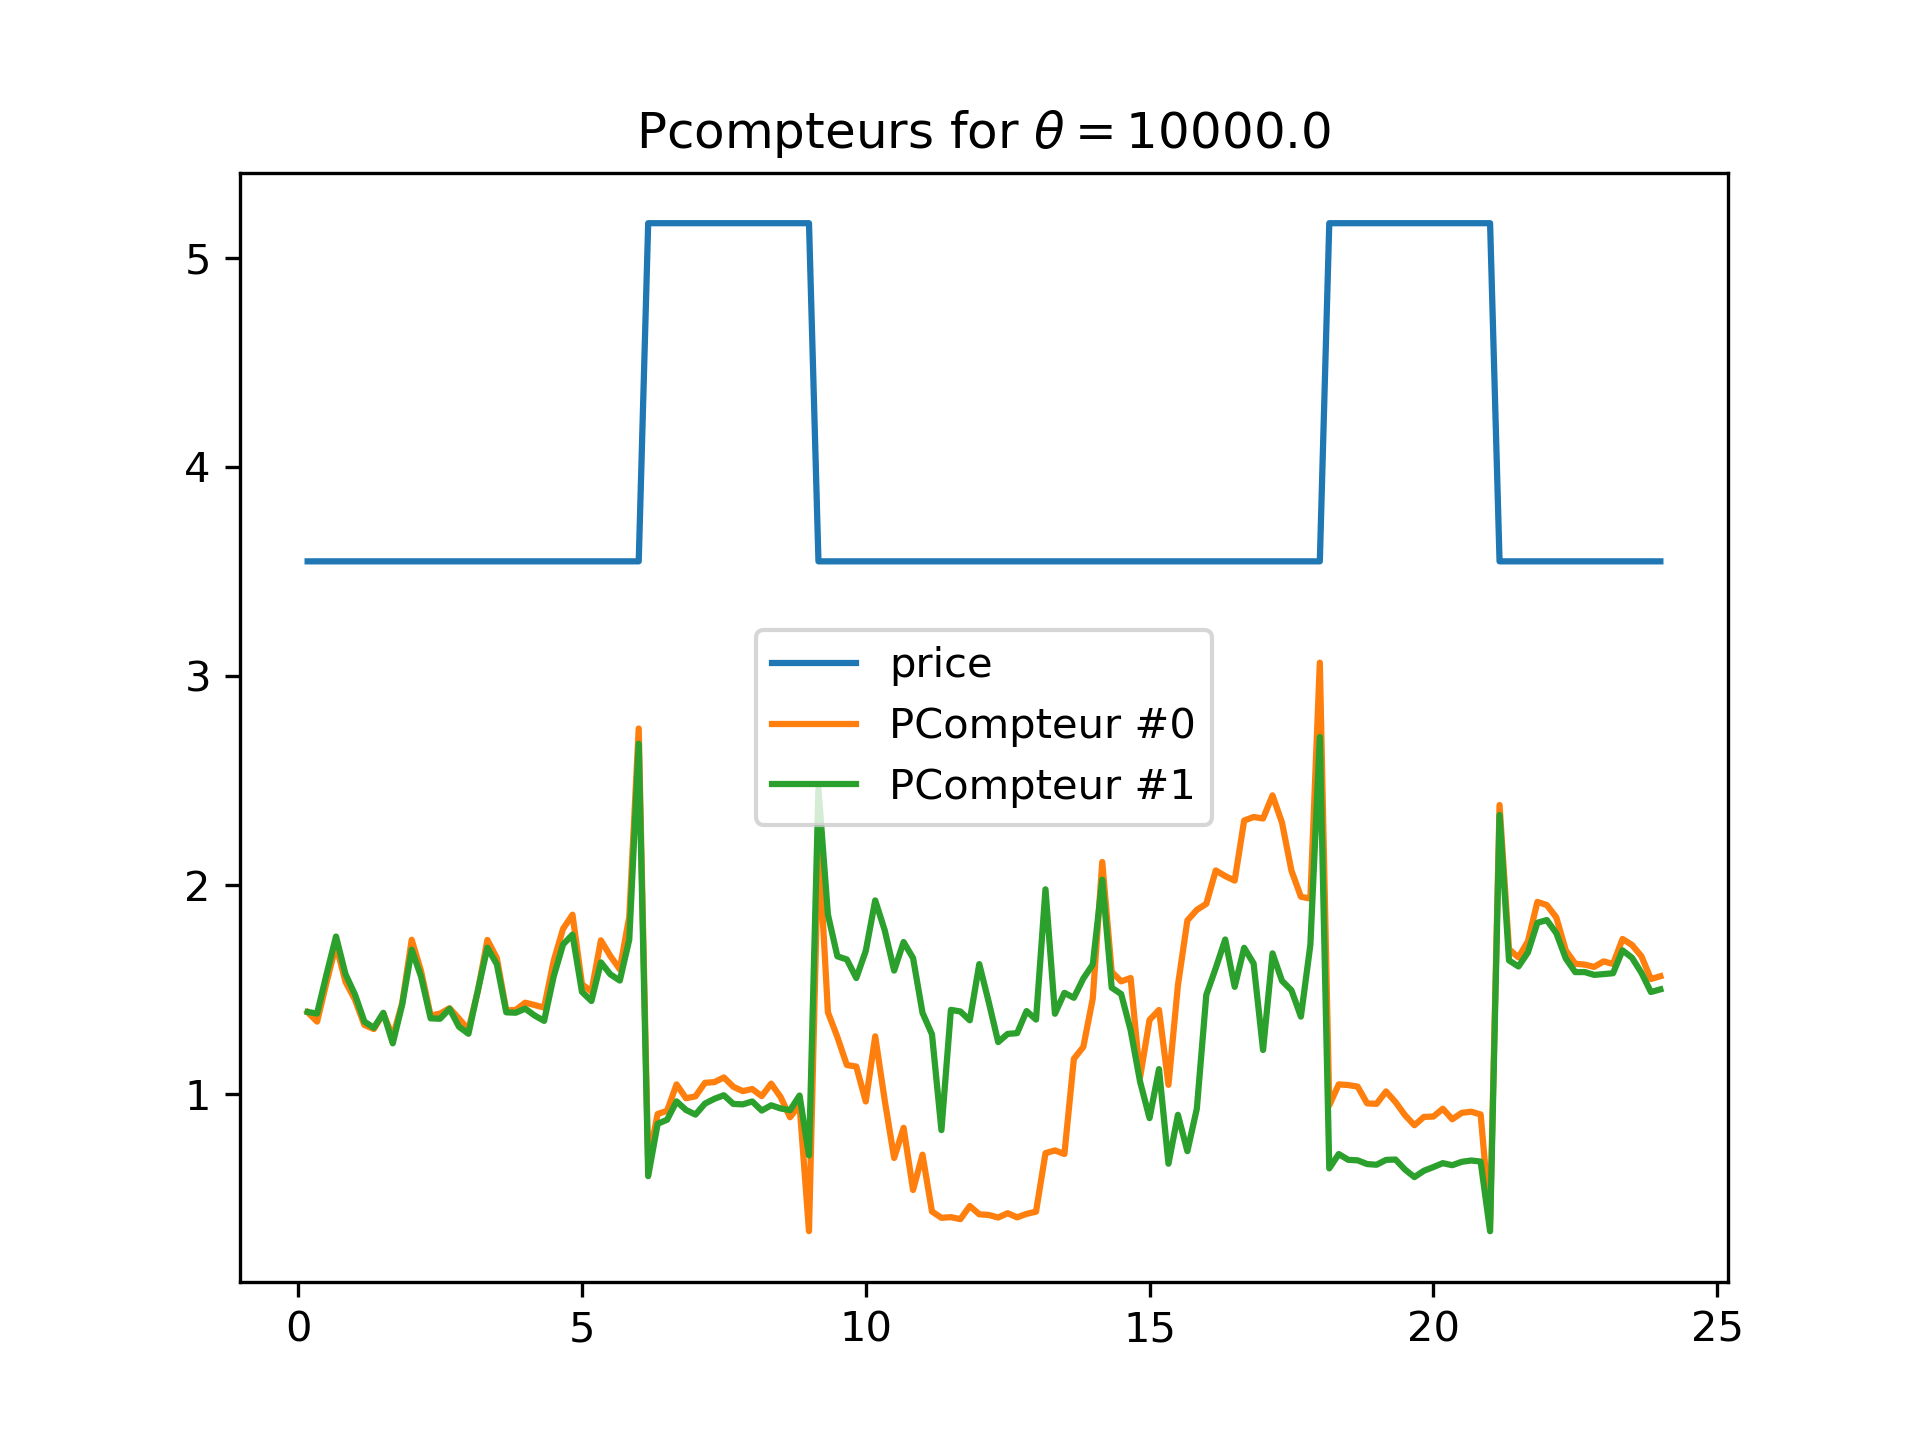 Pcompteurs for θ = 10000.0
5
4
3
2
1
price
PCompteur #0
PCompteur #1
0 5 10 15 20 25